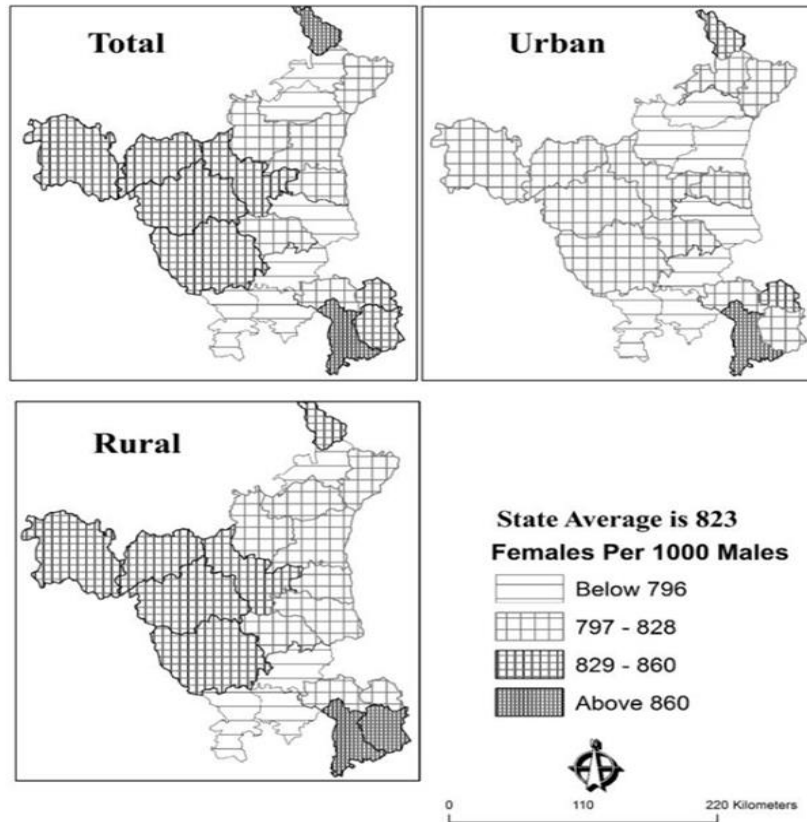 Total
Urban
Rural
State Average is 823
Females Per 1000 Males
Below 796
797 - 828
829 - 860
Above 860
0 110 220 Kilometers